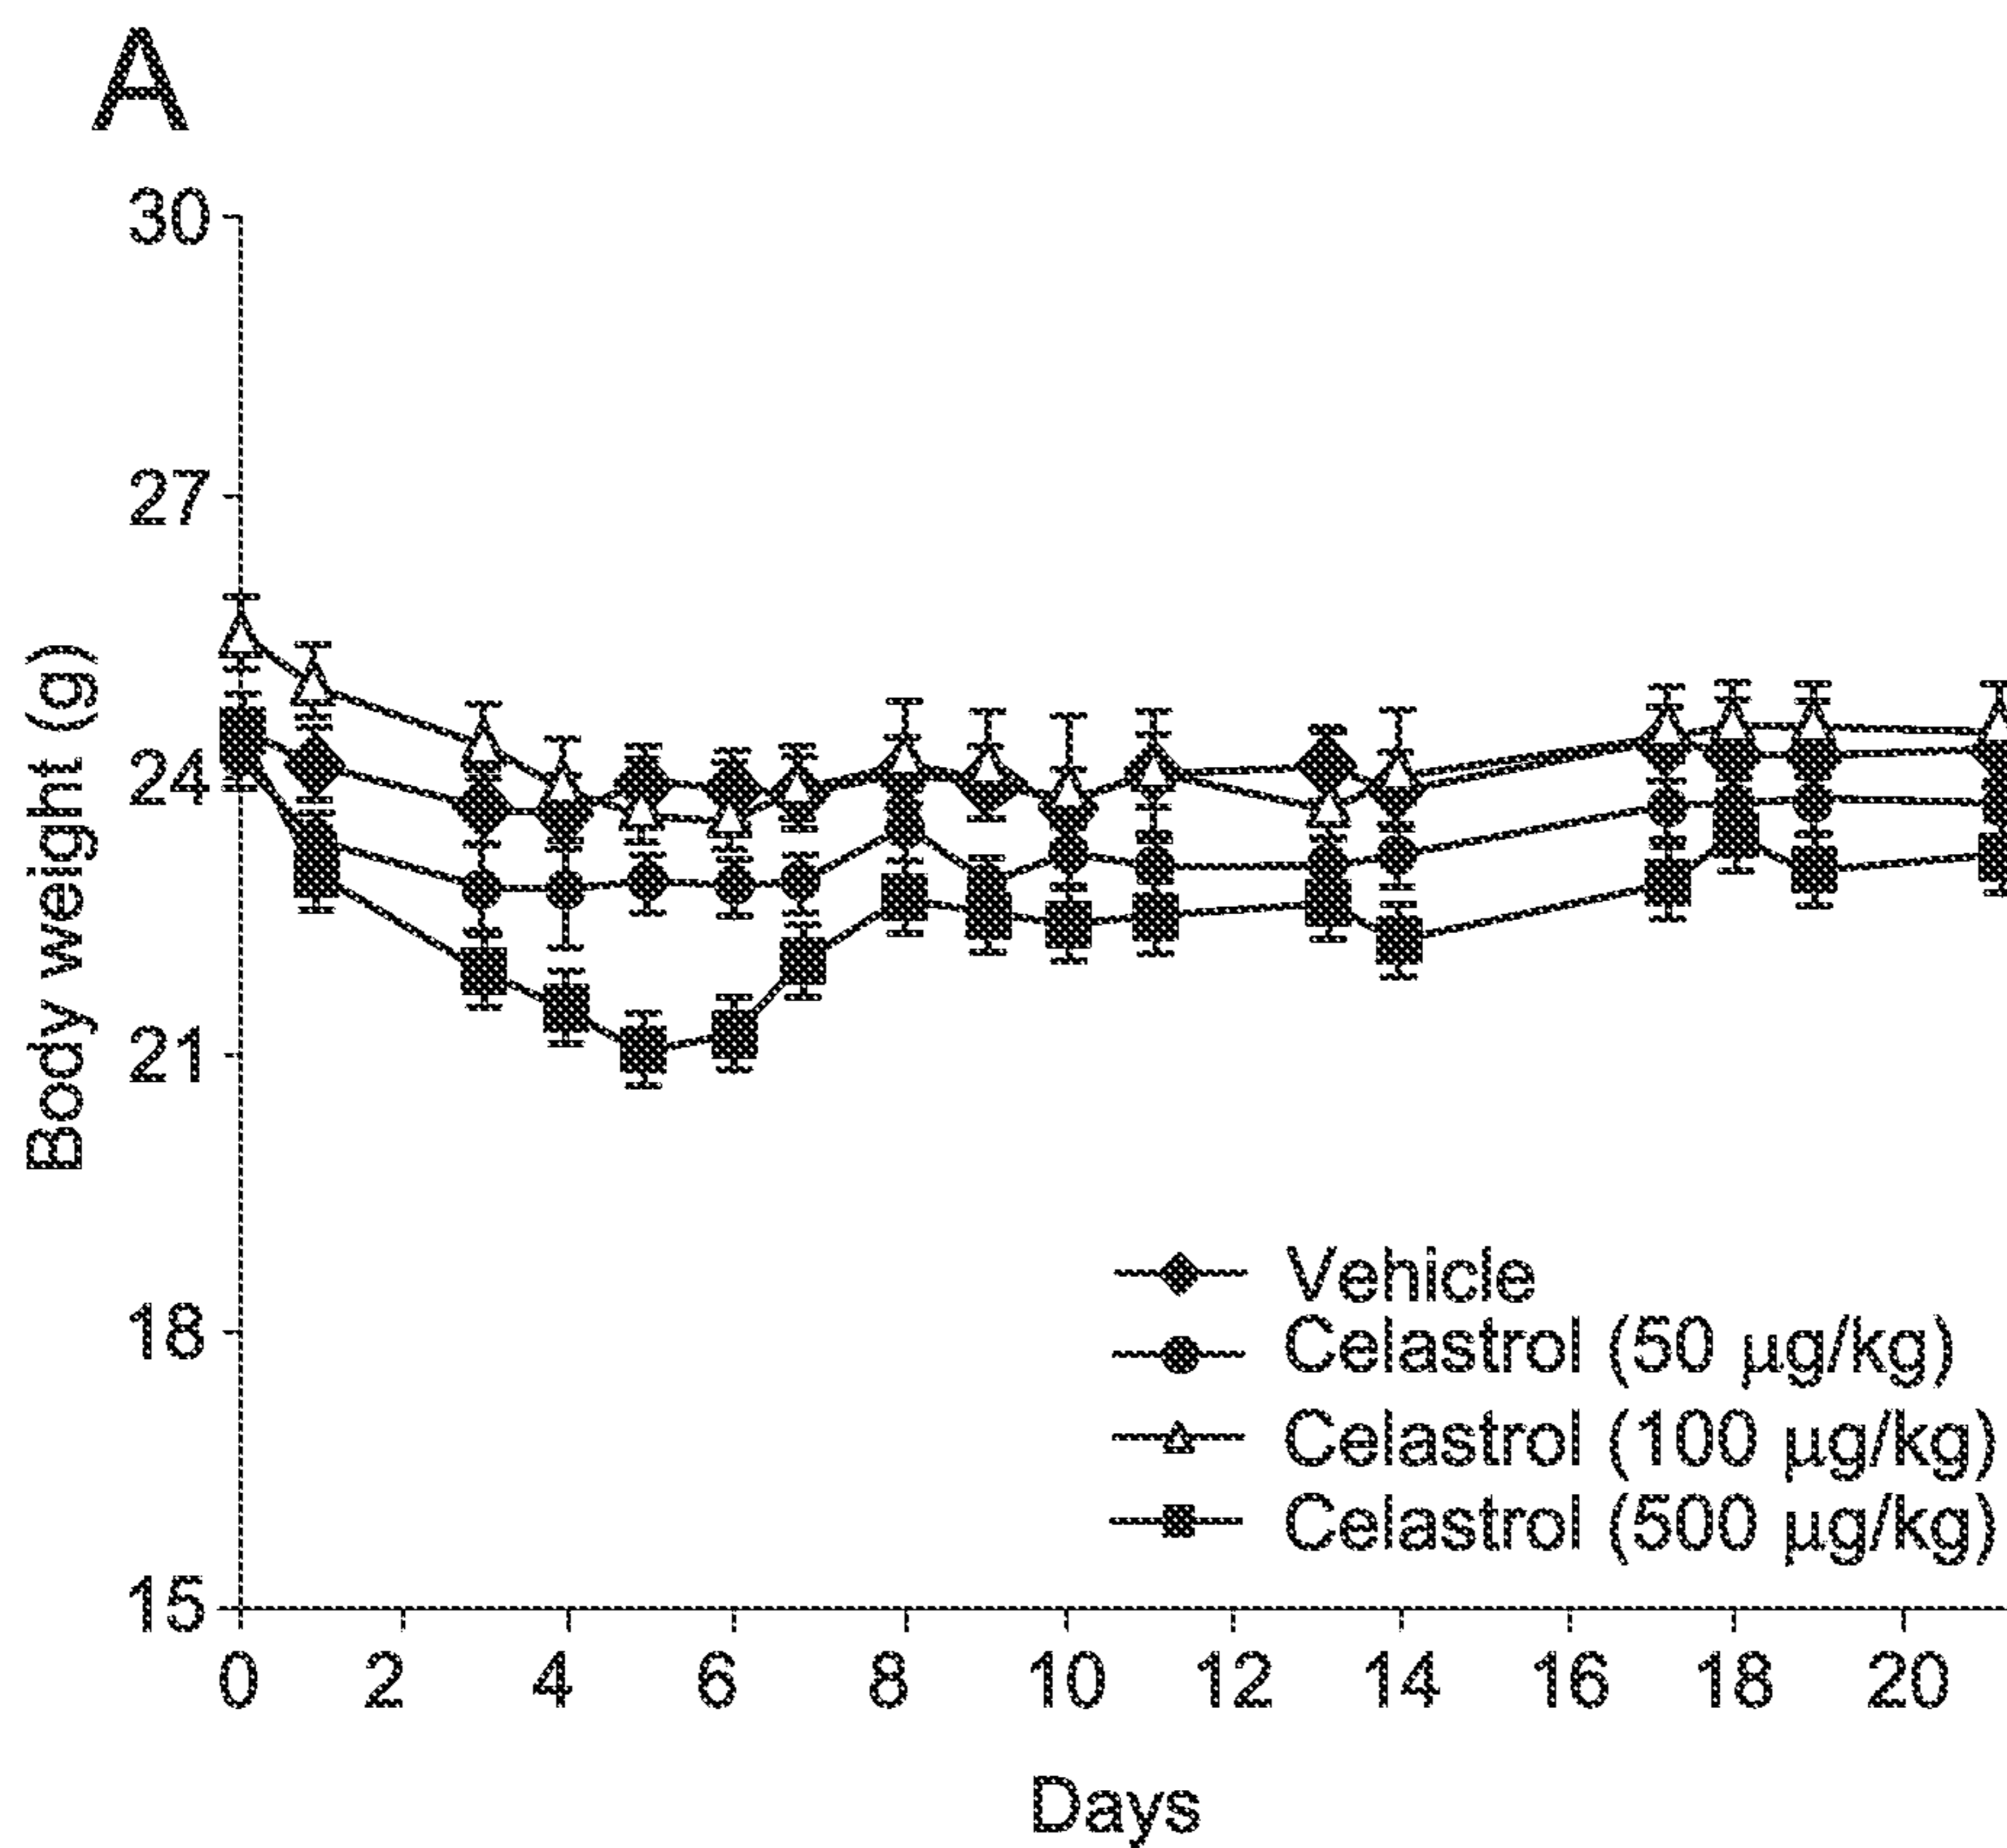 A
30
27
24
21
18
15
Body weight (g)
0 2 4 6 8 10 12 14 16 18 20
Days
Vehicle
Celastrol (50 µg/kg)
Celastrol (100 µg/kg)
Celastrol (500 µg/kg)